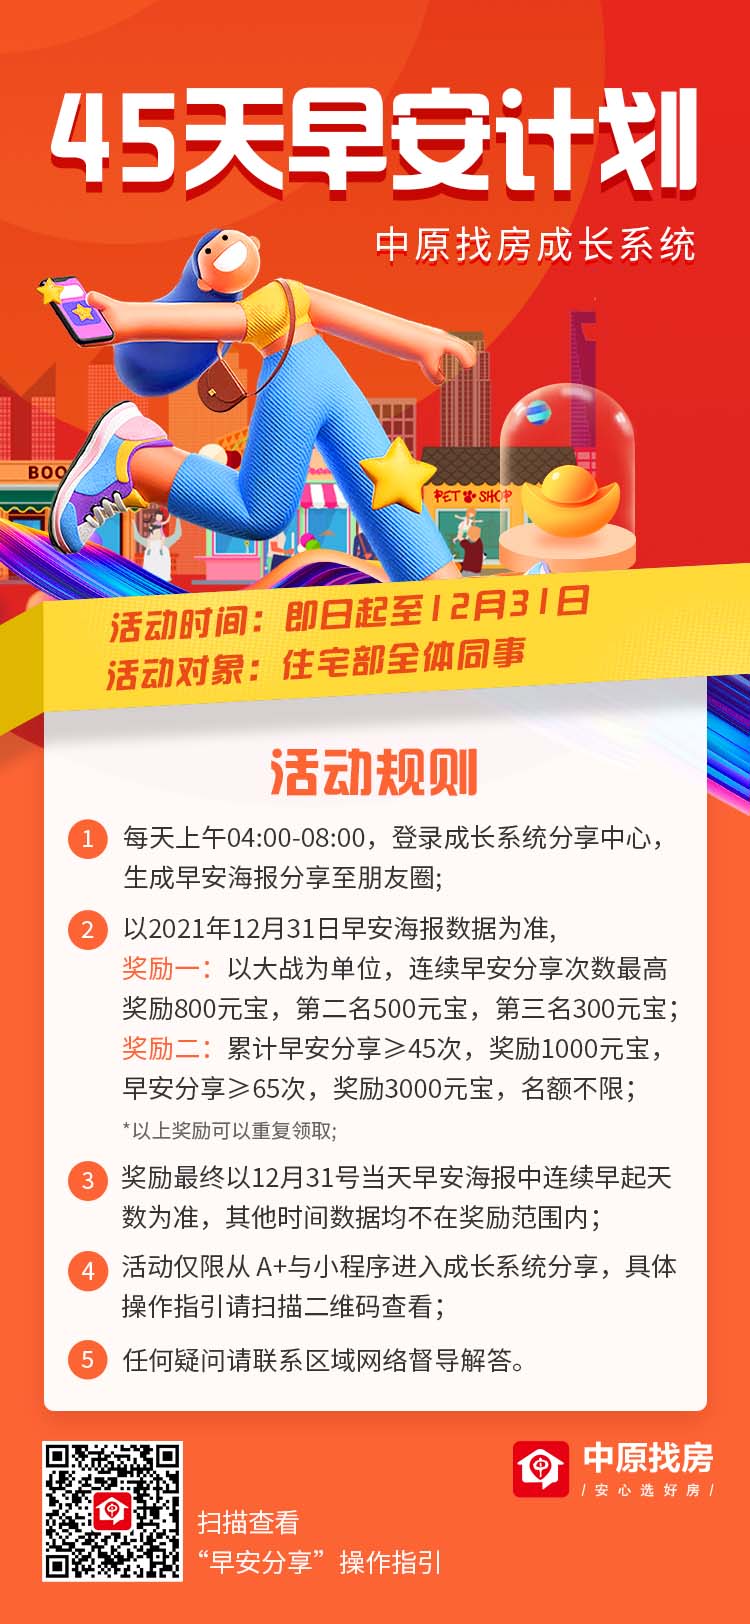 45天早安计划
中原找房成长系统
BOO
PET SHOP
活动时间：即日起至12月31日
活动对象：住宅部全体同事
活动规则
1 每天上午04:00-08:00，登录成长系统分享中心，
生成早安海报分享至朋友圈;
2 以2021年12月31日早安海报数据为准,
奖励一：以大战为单位，连续早安分享次数最高
奖励800元宝，第二名500元宝，第三名300元宝；
奖励二：累计早安分享≥45次，奖励1000元宝，
早安分享≥65次，奖励3000元宝，名额不限；
*以上奖励可以重复领取;
3 奖励最终以12月31号当天早安海报中连续早起天
数为准，其他时间数据均不在奖励范围内；
4 活动仅限从 A+与小程序进入成长系统分享，具体
操作指引请扫描二维码查看；
5 任何疑问请联系区域网络督导解答。
中原找房
/ 安心选好房 /
扫描查看
“早安分享”操作指引